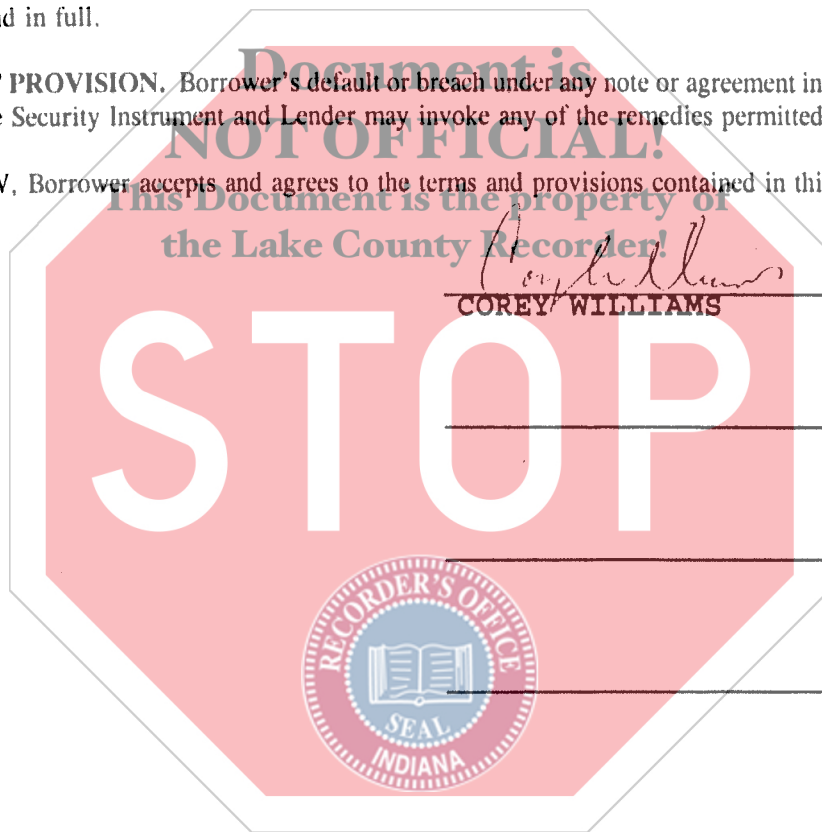 d in full.
Document is
PROVISION. Borrower's default or breach under any note or agreement in
Security Instrument and Lender may invoke any of the remedies permitted
NOT OFFICIAL!
, Borrower accepts and agrees to the terms and provisions contained in thi
This Document is the property of
the Lake County Recorder!
Corey Williams
COREY WILLIAMS
STOP
RECORDER'S OFFICE
SEAL
INDIANA